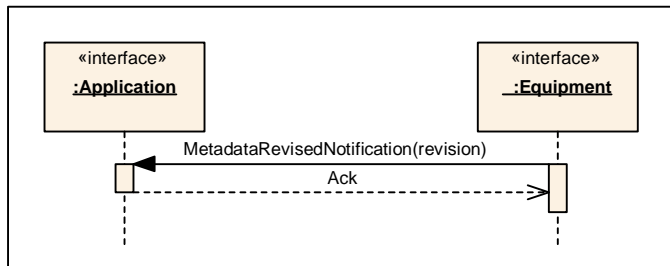 «interface»
:Application
«interface»
:Equipment
MetadataRevisedNotification(revision)
Ack